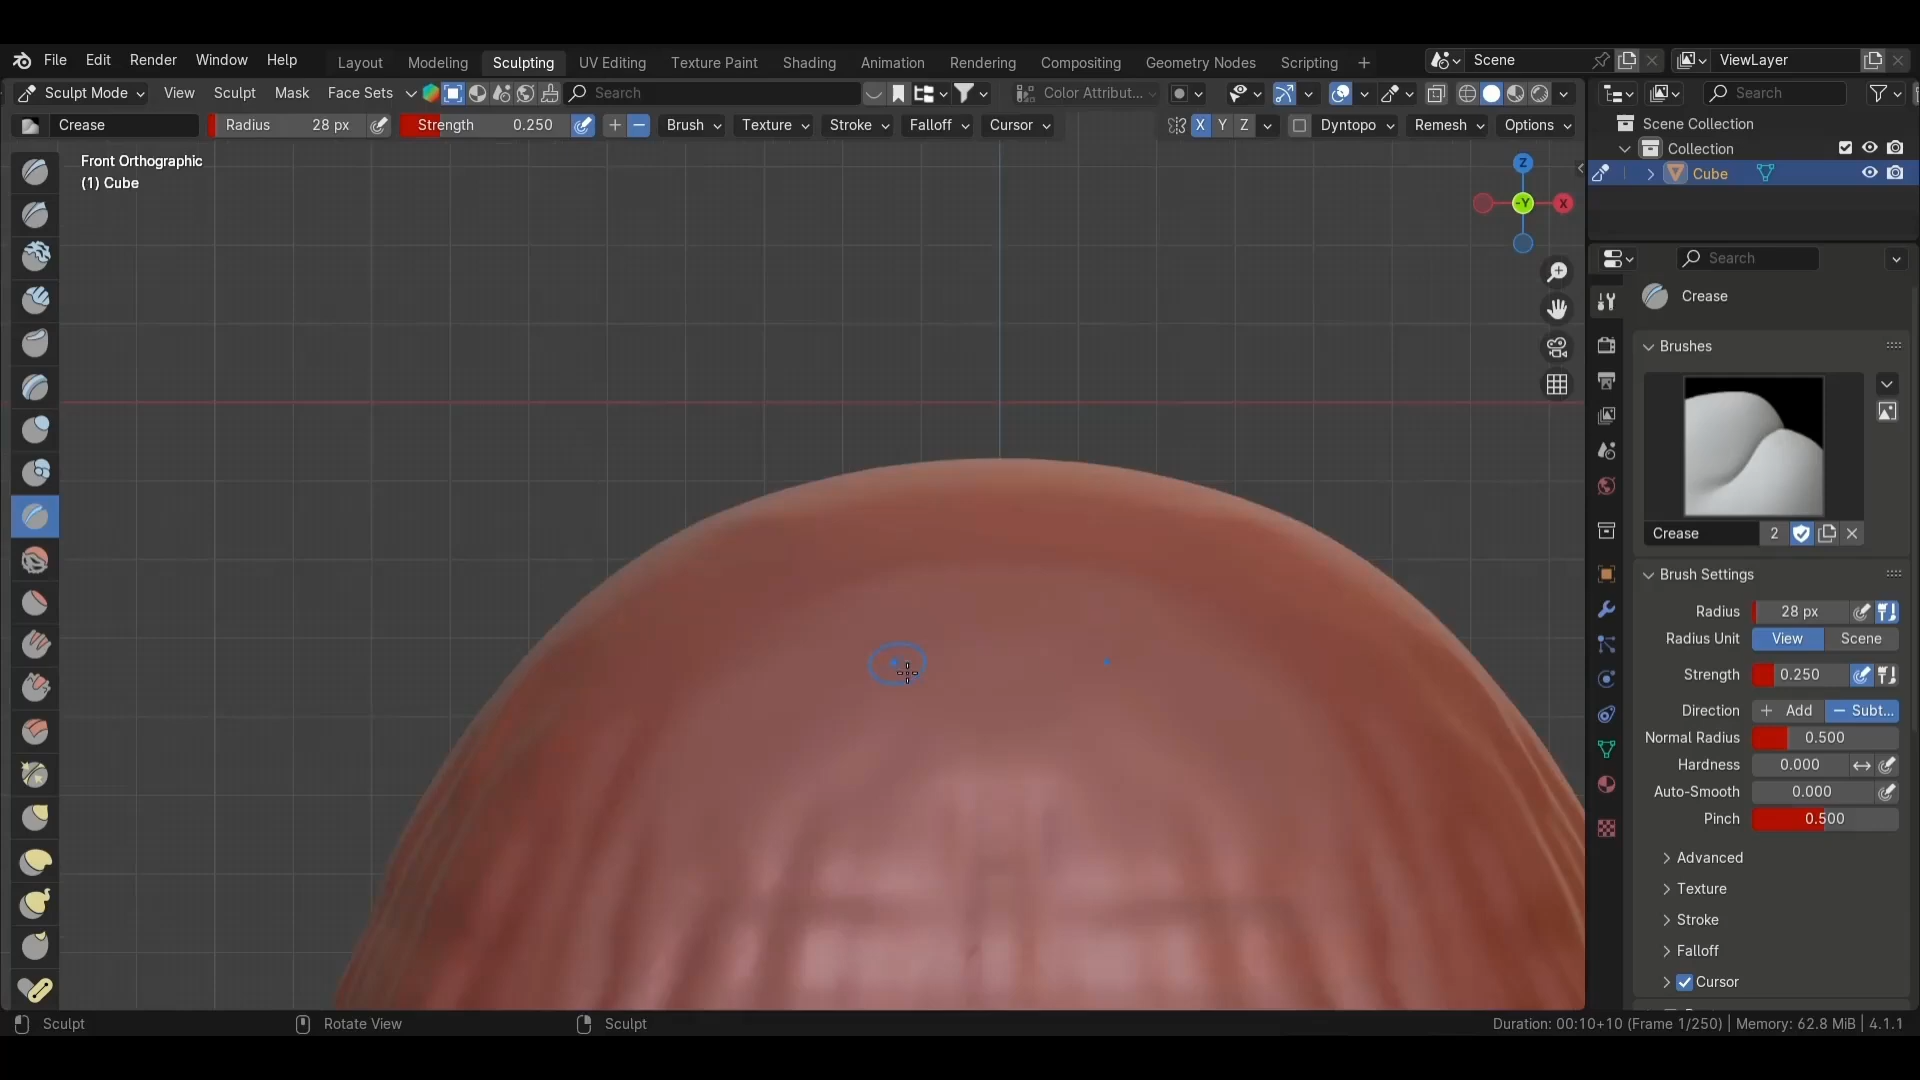 File Edit Render Window Help Layout Modeling Sculpting UV Editing Texture Paint Shading Animation Rendering Compositing Geometry Nodes Scripting + Scene ViewLayer
Sculpt Mode View Sculpt Mask Face Sets Search Color Attribut... Search
Crease Radius 28 px Strength 0.250 Brush Texture Stroke Falloff Cursor X Y Z Dyntopo Remesh Options
Scene Collection
Collection
Cube
Front Orthographic
(1) Cube
Z
-Y X
Search
Crease
Brushes
Crease 2
Brush Settings
Radius 28 px
Radius Unit View Scene
Strength 0.250
Direction + Add − Subt...
Normal Radius 0.500
Hardness 0.000
Auto-Smooth 0.000
Pinch 0.500
Advanced
Texture
Stroke
Falloff
Cursor
Sculpt Rotate View Sculpt Duration: 00:10+10 (Frame 1/250) | Memory: 62.8 MiB | 4.1.1